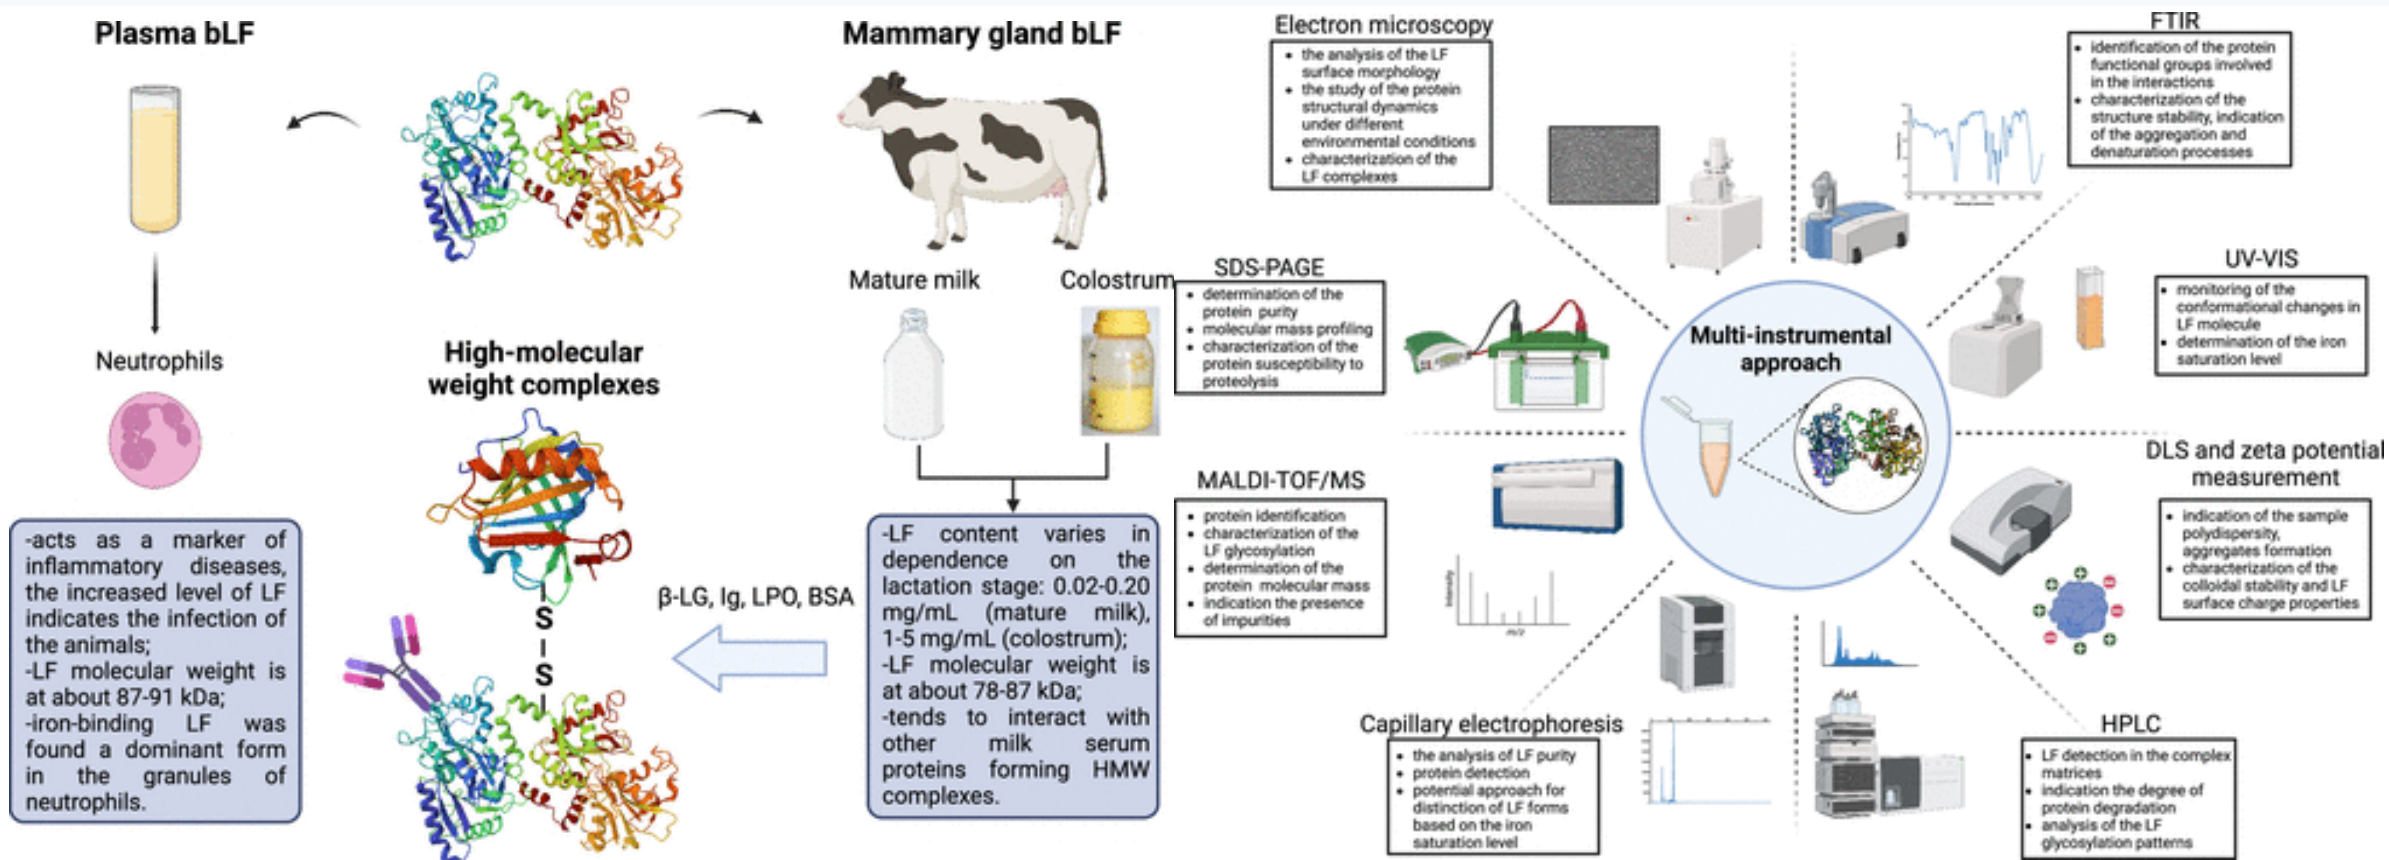 Plasma bLF
Neutrophils
-acts as a marker of
inflammatory diseases,
the increased level of LF
indicates the infection of
the animals;
-LF molecular weight is
at about 87-91 kDa;
-iron-binding LF was
found a dominant form
in the granules of
neutrophils.
High-molecular
weight complexes
S
S
β-LG, Ig, LPO, BSA
Mammary gland bLF
Mature milk
Colostrum
-LF content varies in
dependence on the
lactation stage: 0.02-0.20
mg/mL (mature milk),
1-5 mg/mL (colostrum);
-LF molecular weight is
at about 78-87 kDa;
-tends to interact with
other milk serum
proteins forming HMW
complexes.
Electron microscopy
• the analysis of the LF
surface morphology
• the study of the protein
structural dynamics
under different
environmental conditions
• characterization of the
LF complexes
SDS-PAGE
• determination of the
protein purity
• molecular mass profiling
• characterization of the
protein susceptibility to
proteolysis
MALDI-TOF/MS
• protein identification
• characterization of the
LF glycosylation
• determination of the
protein molecular mass
• indication the presence
of impurities
Intensity
m/z
Capillary electrophoresis
• the analysis of LF purity
• protein detection
• potential approach for
distinction of LF forms
based on the iron
saturation level
Multi-instrumental
approach
FTIR
• identification of the protein
functional groups involved
in the interactions
• characterization of the
structure stability, indication
of the aggregation and
denaturation processes
UV-VIS
• monitoring of the
conformational changes in
LF molecule
• determination of the iron
saturation level
DLS and zeta potential
measurement
• indication of the sample
polydispersity,
aggregates formation
• characterization of the
colloidal stability and LF
surface charge properties
HPLC
• LF detection in the complex
matrices
• indication the degree of
protein degradation
• analysis of the LF
glycosylation patterns